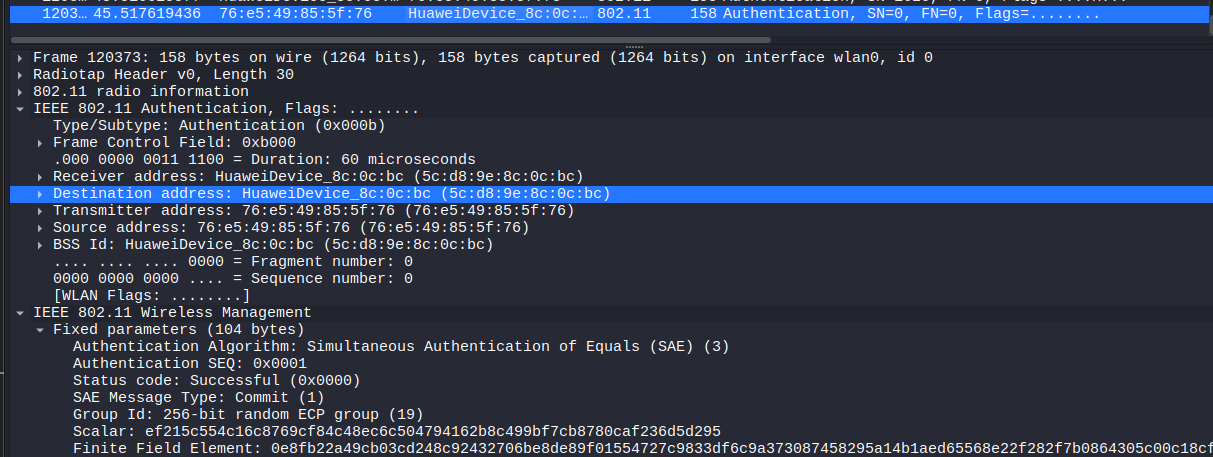 1203… 45.517619436 76:e5:49:85:5f:76 HuaweiDevice_8c:0c:… 802.11 158 Authentication, SN=0, FN=0, Flags=........
Frame 120373: 158 bytes on wire (1264 bits), 158 bytes captured (1264 bits) on interface wlan0, id 0
Radiotap Header v0, Length 30
802.11 radio information
IEEE 802.11 Authentication, Flags: ........
Type/Subtype: Authentication (0x000b)
Frame Control Field: 0xb000
.000 0000 0011 1100 = Duration: 60 microseconds
Receiver address: HuaweiDevice_8c:0c:bc (5c:d8:9e:8c:0c:bc)
Destination address: HuaweiDevice_8c:0c:bc (5c:d8:9e:8c:0c:bc)
Transmitter address: 76:e5:49:85:5f:76 (76:e5:49:85:5f:76)
Source address: 76:e5:49:85:5f:76 (76:e5:49:85:5f:76)
BSS Id: HuaweiDevice_8c:0c:bc (5c:d8:9e:8c:0c:bc)
.... .... .... 0000 = Fragment number: 0
0000 0000 0000 .... = Sequence number: 0
[WLAN Flags: ........]
IEEE 802.11 Wireless Management
Fixed parameters (104 bytes)
Authentication Algorithm: Simultaneous Authentication of Equals (SAE) (3)
Authentication SEQ: 0x0001
Status code: Successful (0x0000)
SAE Message Type: Commit (1)
Group Id: 256-bit random ECP group (19)
Scalar: ef215c554c16c8769cf84c48ec6c504794162b8c499bf7cb8780caf236d5d295
Finite Field Element: 0e8fb22a49cb03cd248c92432706be8de89f01554727c9833df6c9a373087458295a14b1aed65568e22f282f7b0864305c00c18cf